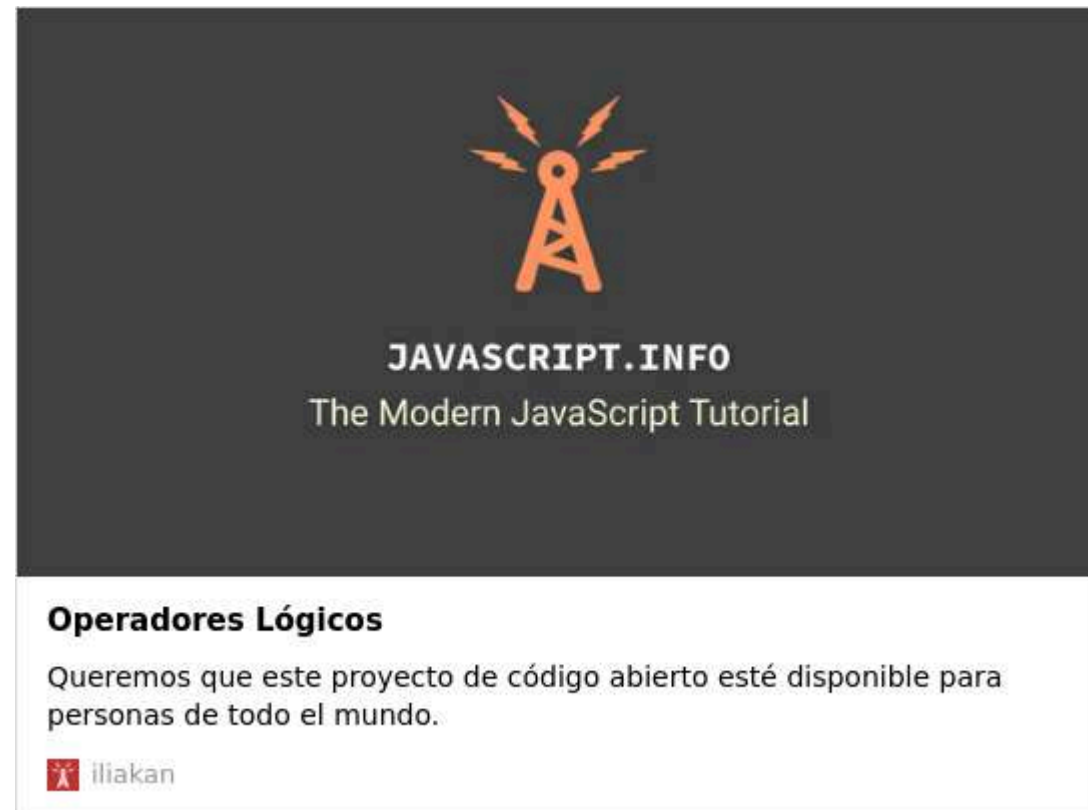 JAVASCRIPT.INFO
The Modern JavaScript Tutorial
Operadores Lógicos
Queremos que este proyecto de código abierto esté disponible para
personas de todo el mundo.
iliakan